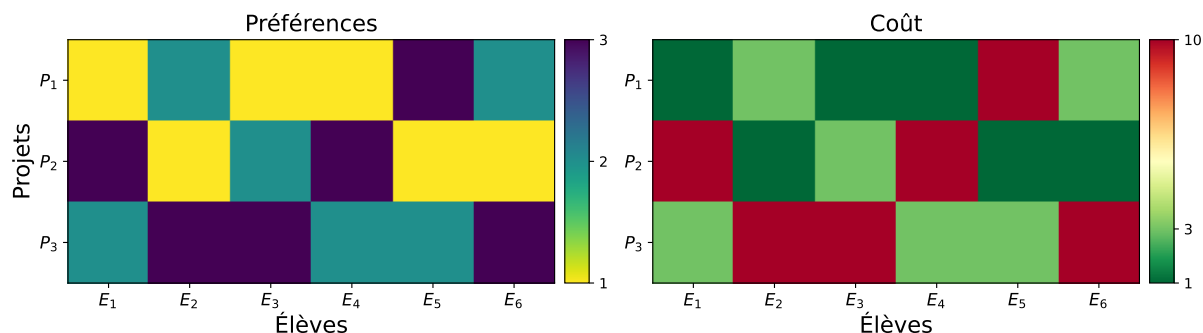 Préférences
Projets
P1
P2
P3
E1 E2 E3 E4 E5 E6
Élèves
3
2
1
Coût
P1
P2
P3
E1 E2 E3 E4 E5 E6
Élèves
10
3
1